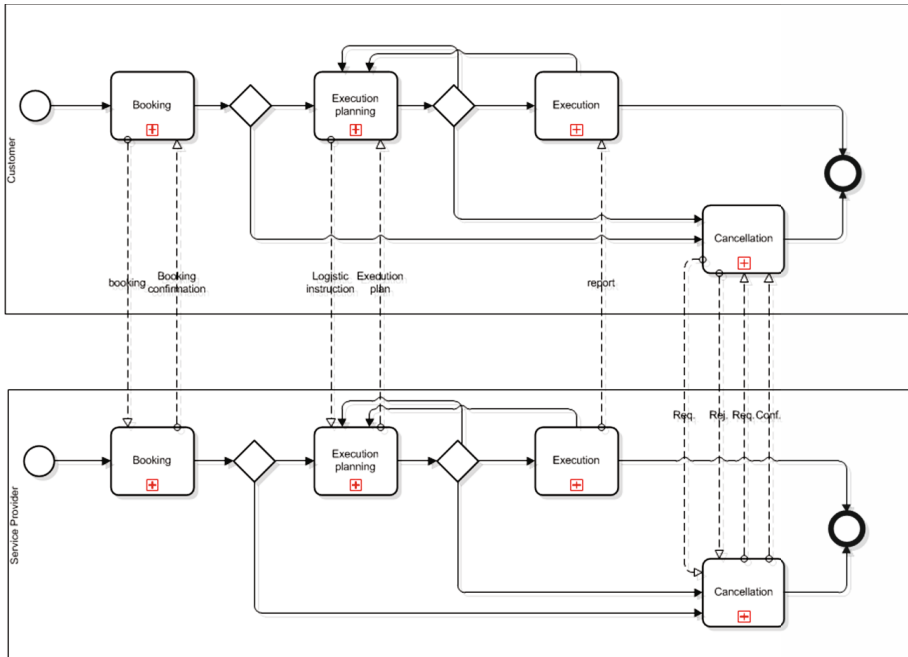 Customer
Booking
Execution
planning
Execution
Cancellation
booking
Booking
confirmation
Logistic
instruction
Execution
plan
report
Req.
Rej.
Req.
Conf.
Service Provider
Booking
Execution
planning
Execution
Cancellation